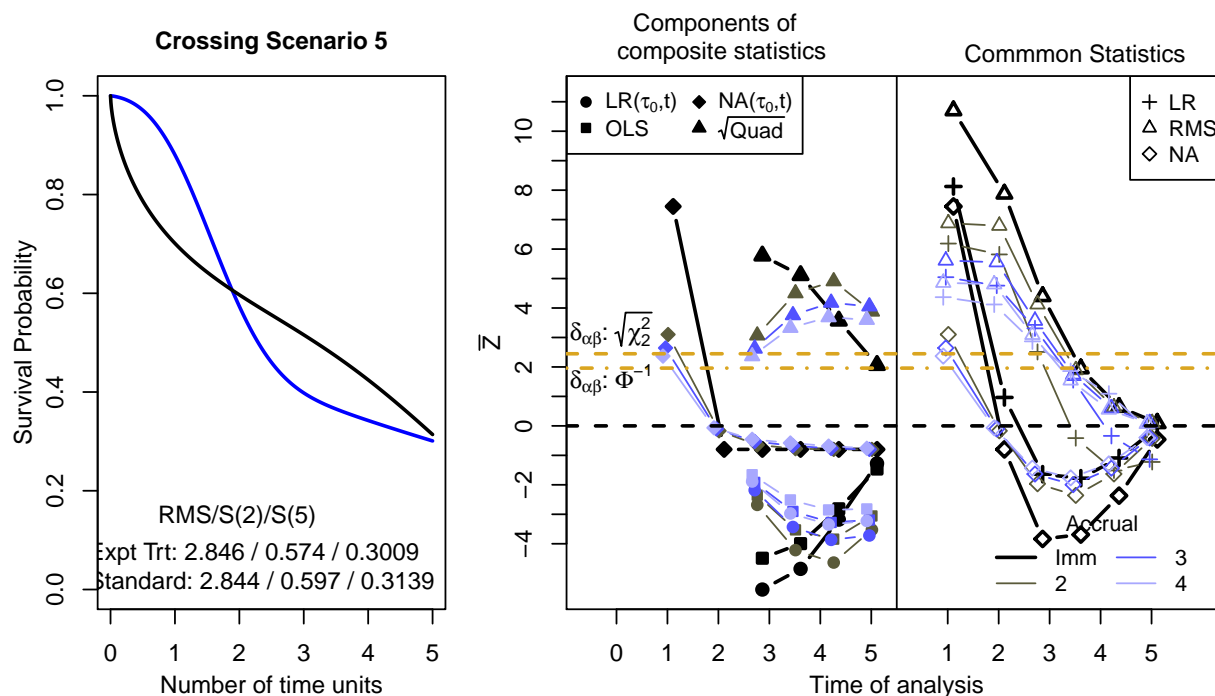 Crossing Scenario 5
Survival Probability
1.0
0.8
0.6
0.4
0.2
0.0
RMS/S(2)/S(5)
Expt Trt: 2.846 / 0.574 / 0.3009
Standard: 2.844 / 0.597 / 0.3139
0 1 2 3 4 5
Number of time units
Components of
composite statistics
Commmon Statistics
LR(τ₀,t) NA(τ₀,t)
OLS √Quad
LR
RMS
NA
Z̅
10
8
6
4
2
0
−2
−4
δαβ: √χ₂²
δαβ: Φ⁻¹
Accrual
Imm 3
2 4
0 1 2 3 4 5 1 2 3 4 5
Time of analysis